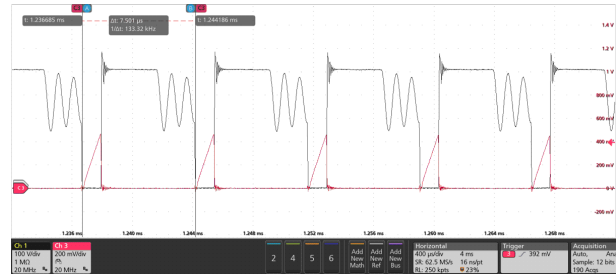 C3 A
B C3
t: 1.236685 ms
Δt: 7.501 µs
1/Δt: 133.32 kHz
t: 1.244186 ms
1.4 V
1.2 V
1 V
800 mV
600 mV
400 mV
200 mV
-200 mV
C3
1.236 ms
1.240 ms
1.244 ms
1.248 ms
1.252 ms
1.256 ms
1.260 ms
1.264 ms
1.268 ms
Ch 1
100 V/div
1 MΩ
20 MHz
Ch 3
200 mV/div
20 MHz
2
4
5
6
Add New Math
Add New Ref
Add New Bus
Horizontal
400 µs/div 4 ms
SR: 62.5 MS/s 16 ns/pt
RL: 250 kpts 23%
Trigger
3 392 mV
Acquisition
Auto,
Sample: 12 bits
190 Acqs